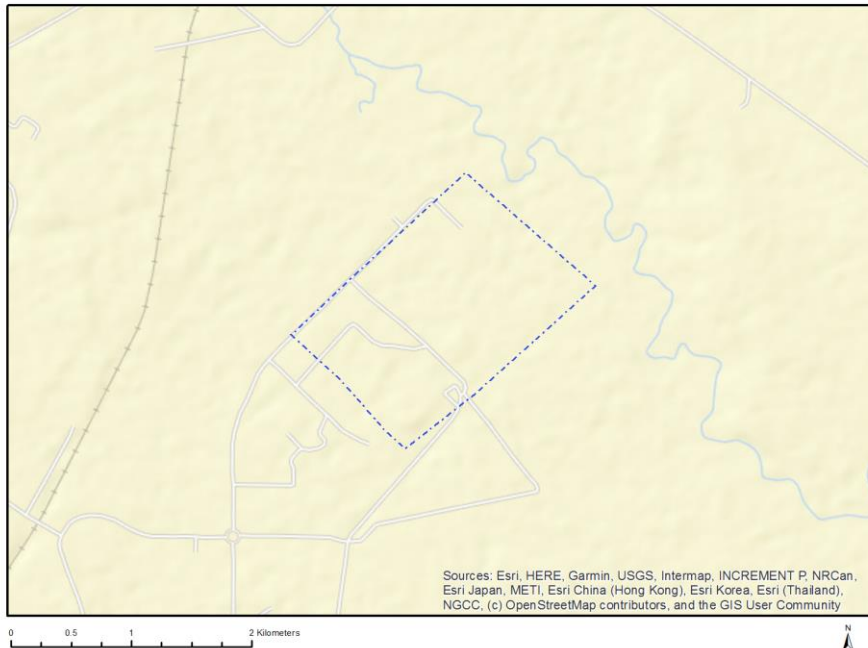 Sources: Esri, HERE, Garmin, USGS, Intermap, INCREMENT P, NRCan,
Esri Japan, METI, Esri China (Hong Kong), Esri Korea, Esri (Thailand),
NGCC, (c) OpenStreetMap contributors, and the GIS User Community
0 0.5 1 2 Kilometers
N